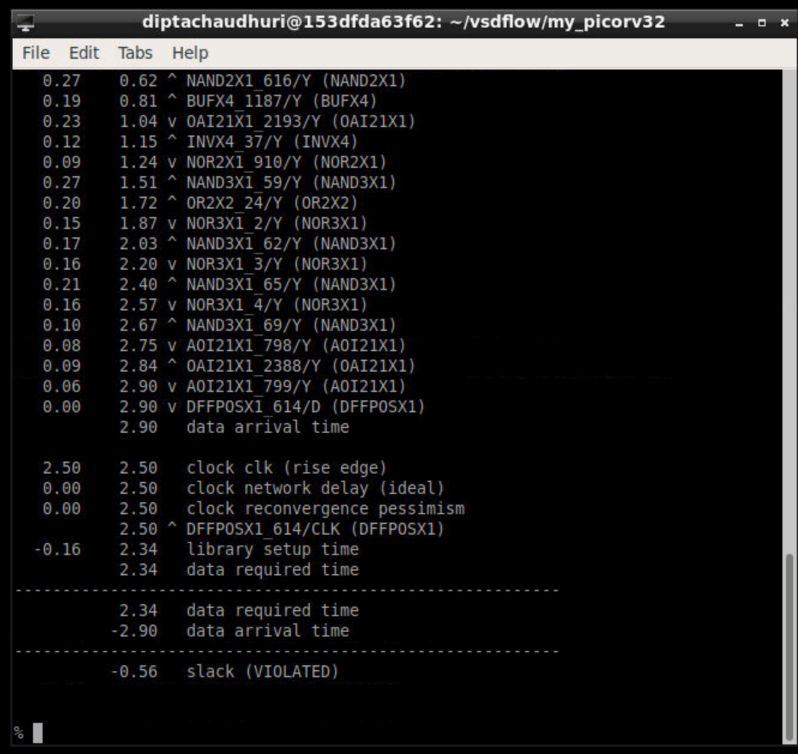 diptachaudhuri@153dfda63f62: ~/vsdflow/my_picorv32
File Edit Tabs Help
0.27 0.62 ^ NAND2X1_616/Y (NAND2X1)
0.19 0.81 ^ BUFX4_1187/Y (BUFX4)
0.23 1.04 v OAI21X1_2193/Y (OAI21X1)
0.12 1.15 ^ INVX4_37/Y (INVX4)
0.09 1.24 v NOR2X1_910/Y (NOR2X1)
0.27 1.51 ^ NAND3X1_59/Y (NAND3X1)
0.20 1.72 ^ OR2X2_24/Y (OR2X2)
0.15 1.87 v NOR3X1_2/Y (NOR3X1)
0.17 2.03 ^ NAND3X1_62/Y (NAND3X1)
0.16 2.20 v NOR3X1_3/Y (NOR3X1)
0.21 2.40 ^ NAND3X1_65/Y (NAND3X1)
0.16 2.57 v NOR3X1_4/Y (NOR3X1)
0.10 2.67 ^ NAND3X1_69/Y (NAND3X1)
0.08 2.75 v AOI21X1_798/Y (AOI21X1)
0.09 2.84 ^ OAI21X1_2388/Y (OAI21X1)
0.06 2.90 v AOI21X1_799/Y (AOI21X1)
0.00 2.90 v DFFPOSX1_614/D (DFFPOSX1)
2.90 data arrival time
2.50 2.50 clock clk (rise edge)
0.00 2.50 clock network delay (ideal)
0.00 2.50 clock reconvergence pessimism
2.50 ^ DFFPOSX1_614/CLK (DFFPOSX1)
-0.16 2.34 library setup time
2.34 data required time
---------------------------------------------------------
2.34 data required time
-2.90 data arrival time
---------------------------------------------------------
-0.56 slack (VIOLATED)
%